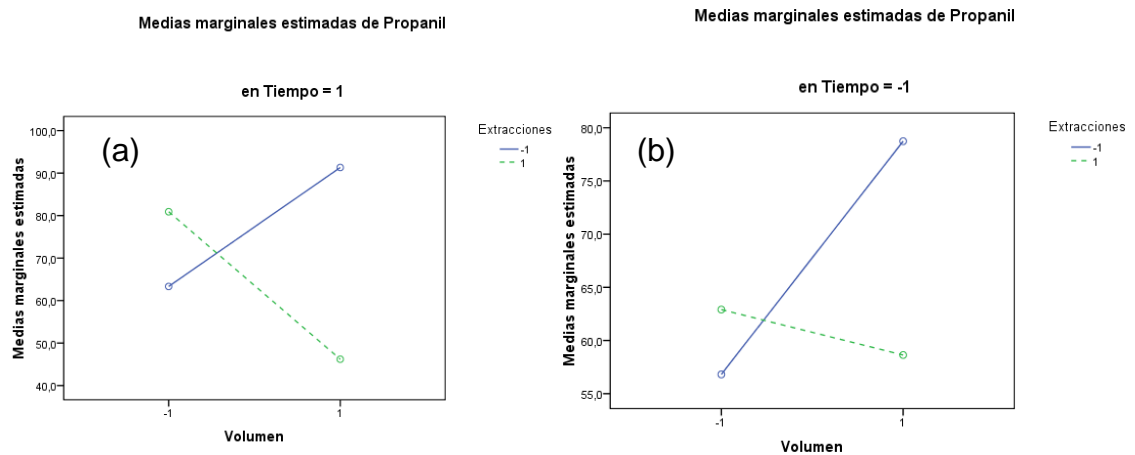 Medias marginales estimadas de Propanil
en Tiempo = 1
(a)
Extracciones
-1
1
Medias marginales estimadas
100,0
90,0
80,0
70,0
60,0
50,0
40,0
-1
1
Volumen
Medias marginales estimadas de Propanil
en Tiempo = -1
(b)
Extracciones
-1
1
Medias marginales estimadas
80,0
75,0
70,0
65,0
60,0
55,0
-1
1
Volumen